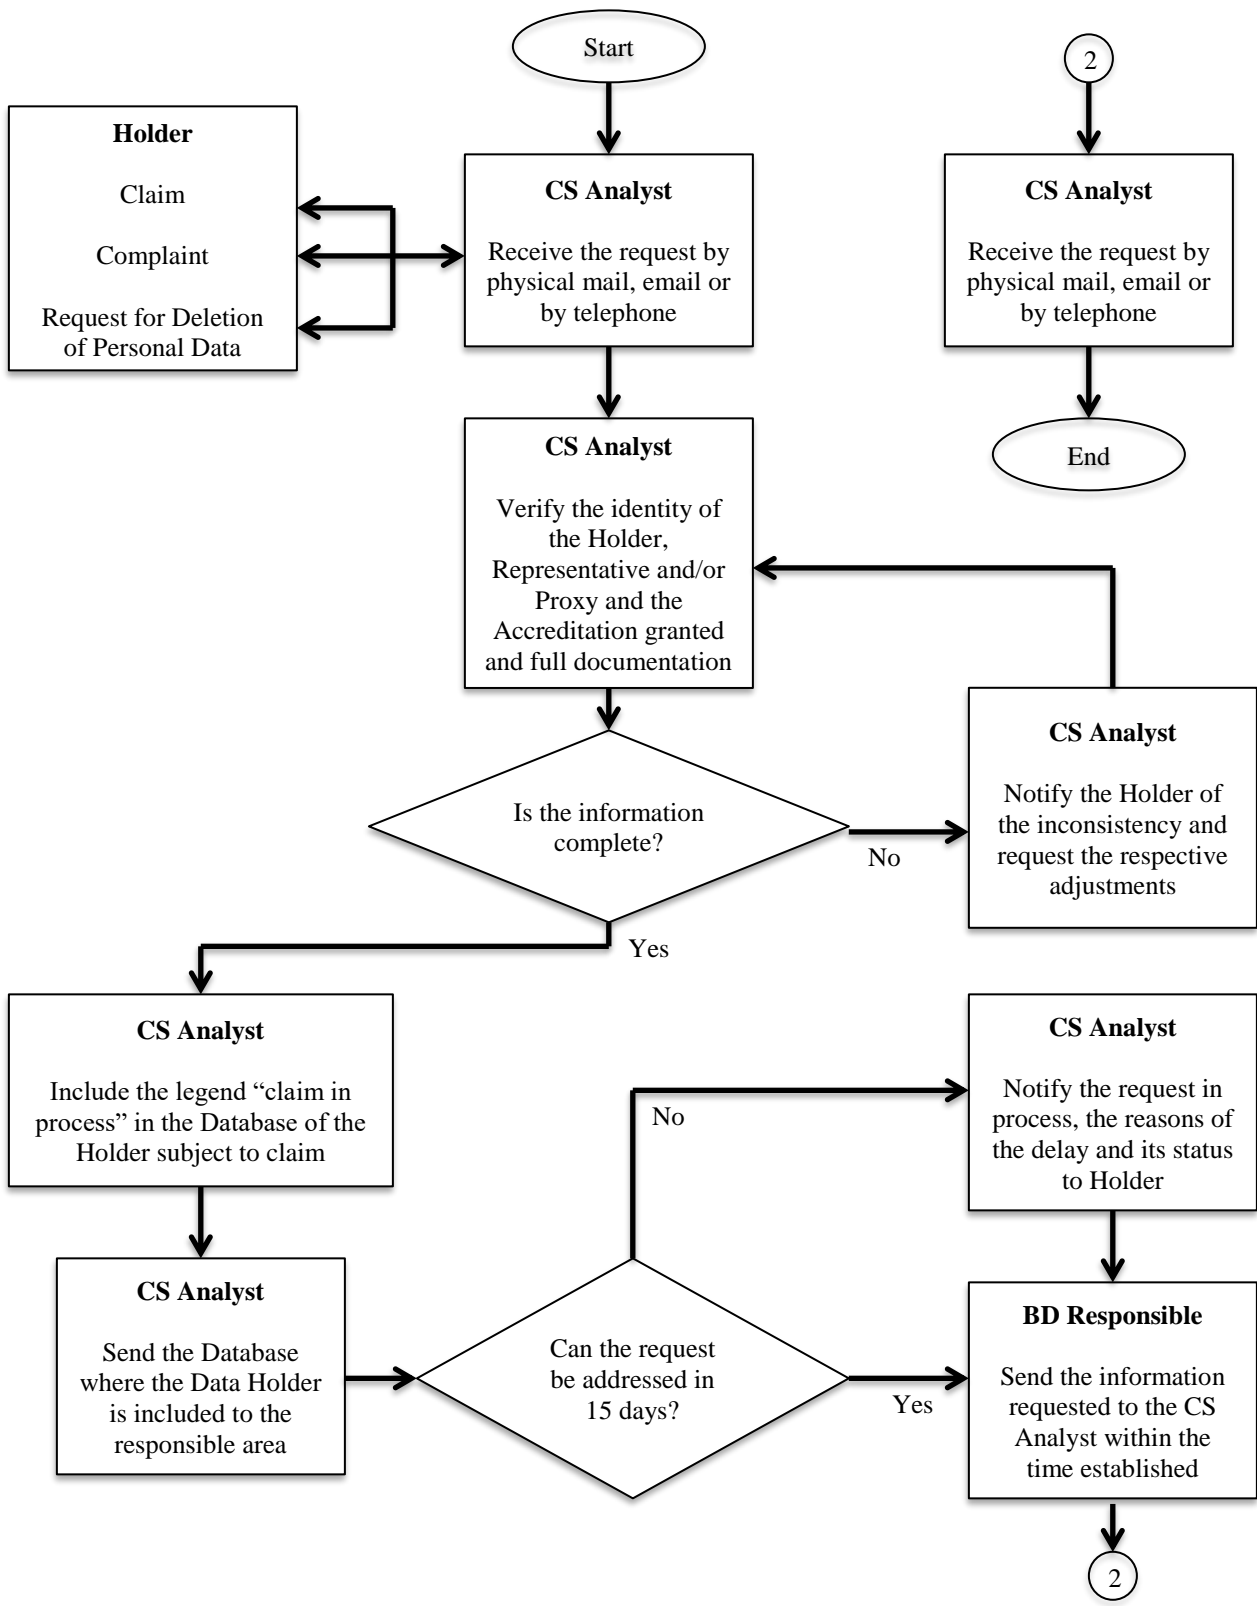 Start
2
Holder
Claim
Complaint
Request for Deletion
of Personal Data
CS Analyst
Receive the request by
physical mail, email or
by telephone
CS Analyst
Receive the request by
physical mail, email or
by telephone
End
CS Analyst
Verify the identity of
the Holder,
Representative and/or
Proxy and the
Accreditation granted
and full documentation
Is the information
complete?
No
CS Analyst
Notify the Holder of
the inconsistency and
request the respective
adjustments
Yes
CS Analyst
Include the legend “claim in
process” in the Database of the
Holder subject to claim
CS Analyst
Send the Database
where the Data Holder
is included to the
responsible area
Can the request
be addressed in
15 days?
No
CS Analyst
Notify the request in
process, the reasons of
the delay and its status
to Holder
Yes
BD Responsible
Send the information
requested to the CS
Analyst within the
time established
2